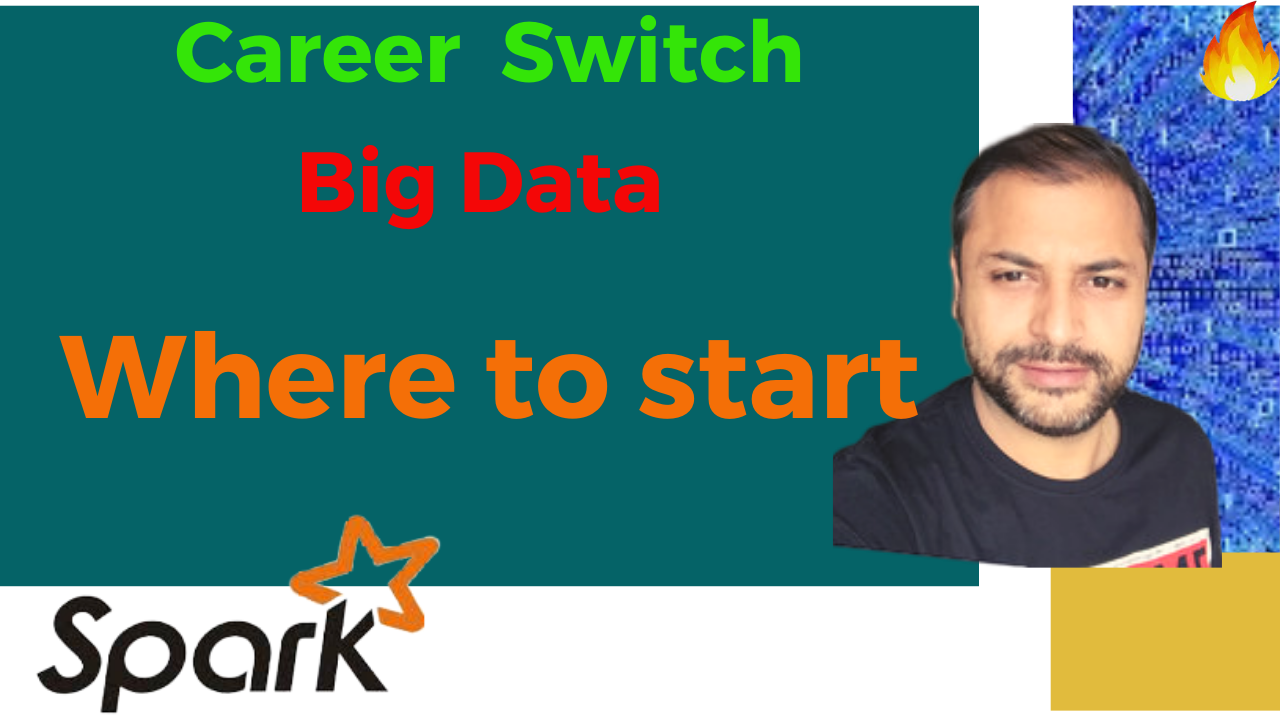 Career Switch
Big Data
Where to start
Spark